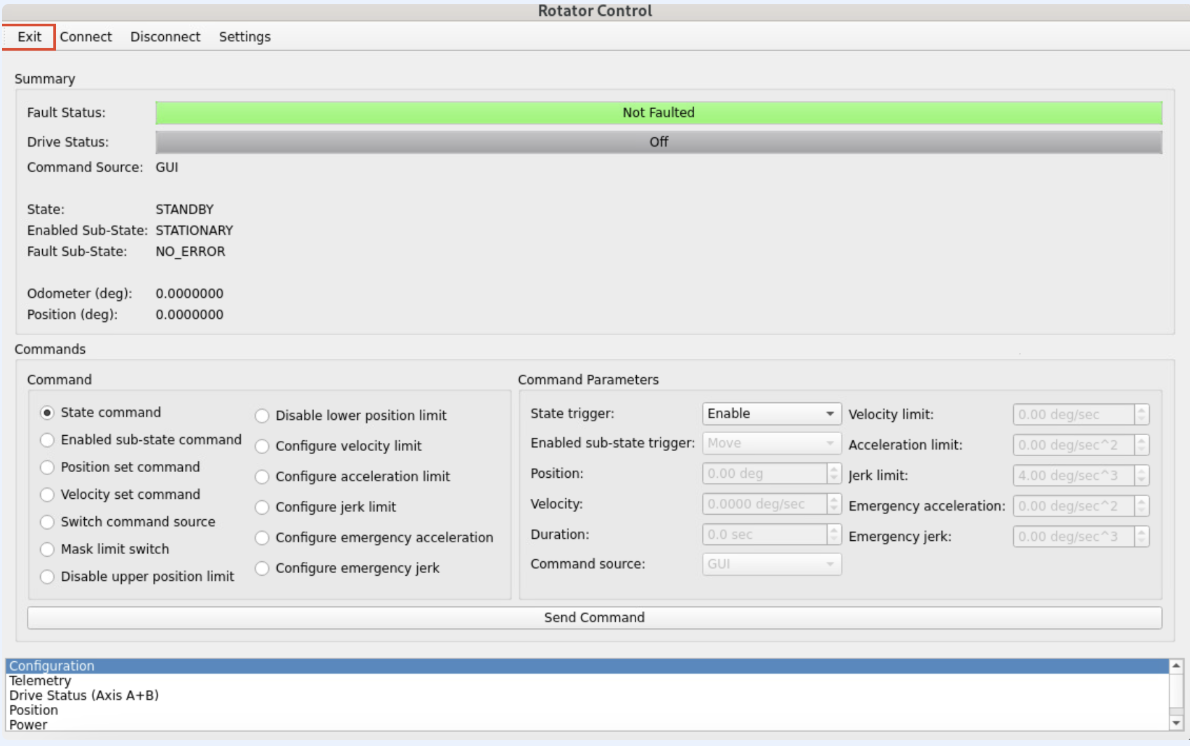 Rotator Control
Exit Connect Disconnect Settings
Summary
Fault Status: Not Faulted
Drive Status: Off
Command Source: GUI
State: STANDBY
Enabled Sub-State: STATIONARY
Fault Sub-State: NO_ERROR
Odometer (deg): 0.0000000
Position (deg): 0.0000000
Commands
Command
State command
Enabled sub-state command
Position set command
Velocity set command
Switch command source
Mask limit switch
Disable upper position limit
Disable lower position limit
Configure velocity limit
Configure acceleration limit
Configure jerk limit
Configure emergency acceleration
Configure emergency jerk
Command Parameters
State trigger: Enable
Enabled sub-state trigger: Move
Position: 0.00 deg
Velocity: 0.0000 deg/sec
Duration: 0.0 sec
Command source: GUI
Velocity limit: 0.00 deg/sec
Acceleration limit: 0.00 deg/sec^2
Jerk limit: 4.00 deg/sec^3
Emergency acceleration: 0.00 deg/sec^2
Emergency jerk: 0.00 deg/sec^3
Send Command
Configuration
Telemetry
Drive Status (Axis A+B)
Position
Power